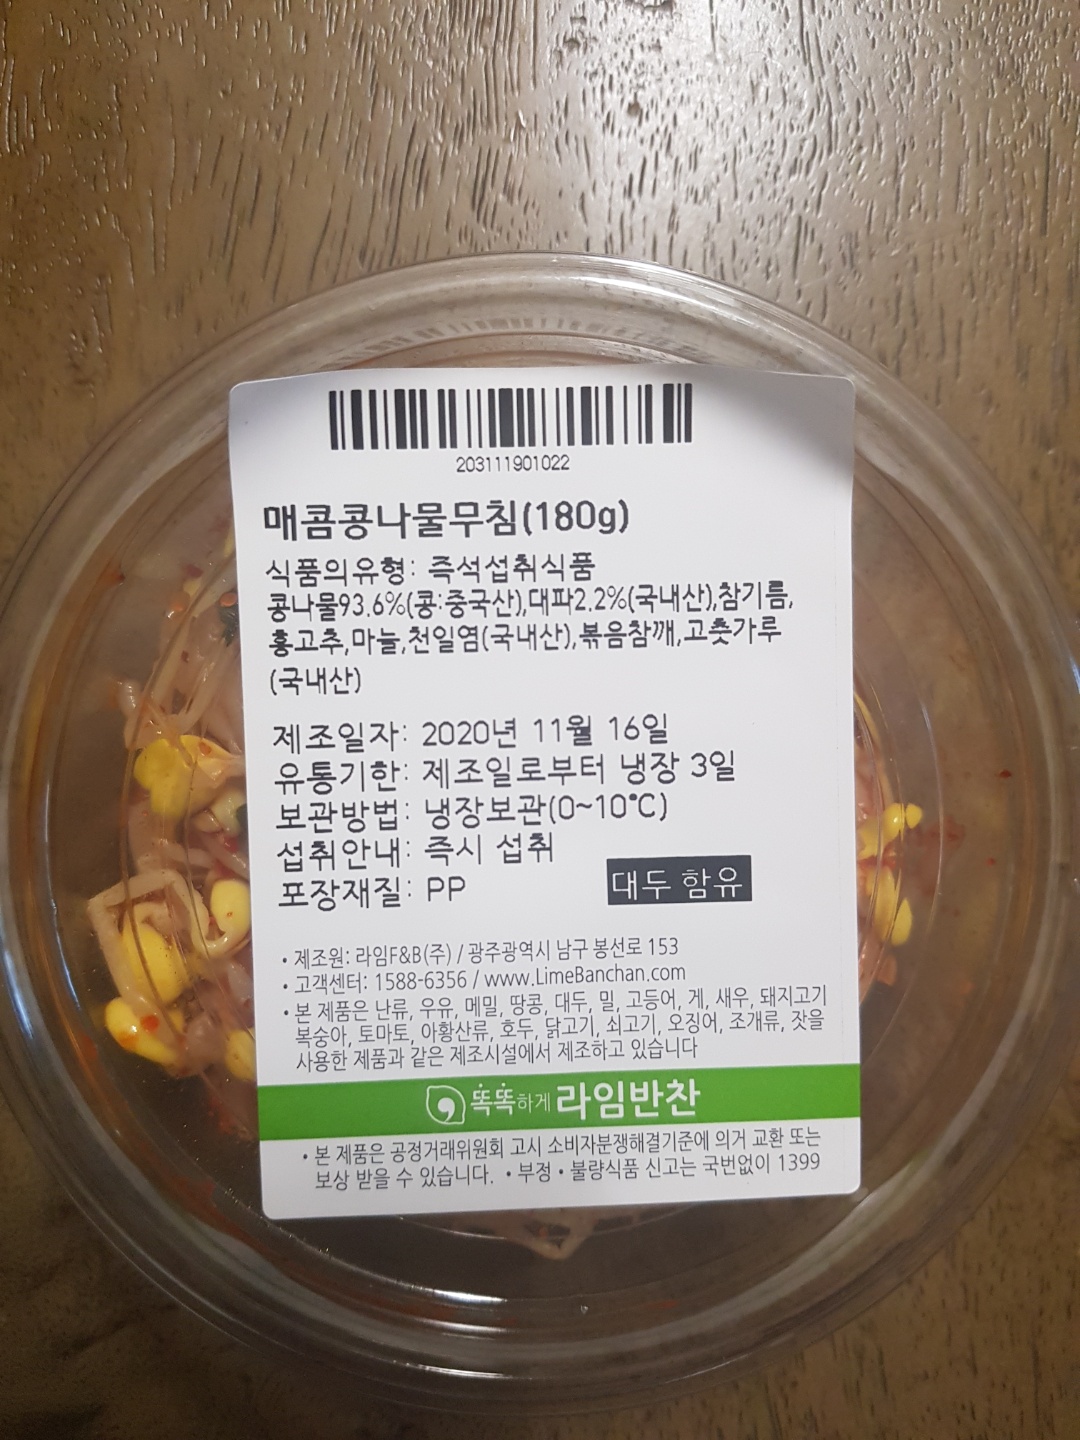 203111901022
매콤콩나물무침(180g)
식품의유형: 즉석섭취식품
콩나물93.6%(콩:중국산),대파2.2%(국내산),참기름,
홍고추,마늘,천일염(국내산),볶음참깨,고춧가루
(국내산)
제조일자: 2020년 11월 16일
유통기한: 제조일로부터 냉장 3일
보관방법: 냉장보관(0~10℃)
섭취안내: 즉시 섭취
포장재질: PP
대두 함유
• 제조원: 라임F&B(주) / 광주광역시 남구 봉선로 153
• 고객센터: 1588-6356 / www.LimeBanchan.com
• 본 제품은 난류, 우유, 메밀, 땅콩, 대두, 밀, 고등어, 게, 새우, 돼지고기
복숭아, 토마토, 아황산류, 호두, 닭고기, 쇠고기, 오징어, 조개류, 잣을
사용한 제품과 같은 제조시설에서 제조하고 있습니다
똑똑하게 라임반찬
• 본 제품은 공정거래위원회 고시 소비자분쟁해결기준에 의거 교환 또는
보상 받을 수 있습니다. • 부정 • 불량식품 신고는 국번없이 1399